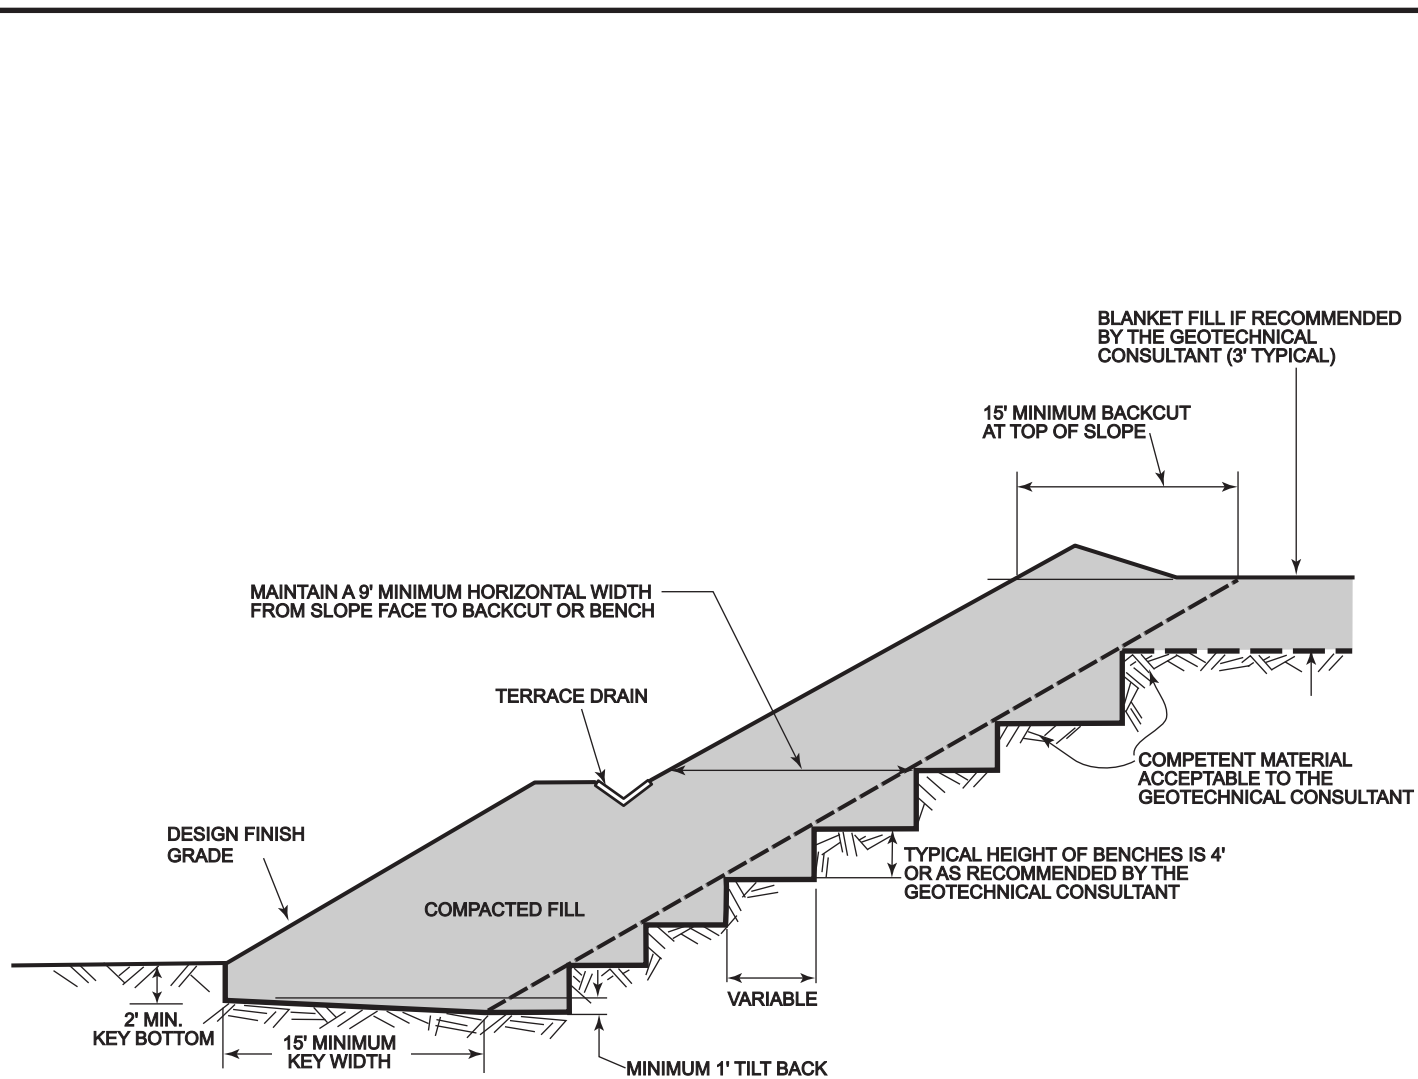 BLANKET FILL IF RECOMMENDED
BY THE GEOTECHNICAL
CONSULTANT (3' TYPICAL)
15' MINIMUM BACKCUT
AT TOP OF SLOPE
MAINTAIN A 9' MINIMUM HORIZONTAL WIDTH
FROM SLOPE FACE TO BACKCUT OR BENCH
TERRACE DRAIN
COMPETENT MATERIAL
ACCEPTABLE TO THE
GEOTECHNICAL CONSULTANT
DESIGN FINISH
GRADE
TYPICAL HEIGHT OF BENCHES IS 4'
OR AS RECOMMENDED BY THE
GEOTECHNICAL CONSULTANT
COMPACTED FILL
VARIABLE
2' MIN.
KEY BOTTOM
15' MINIMUM
KEY WIDTH
MINIMUM 1' TILT BACK